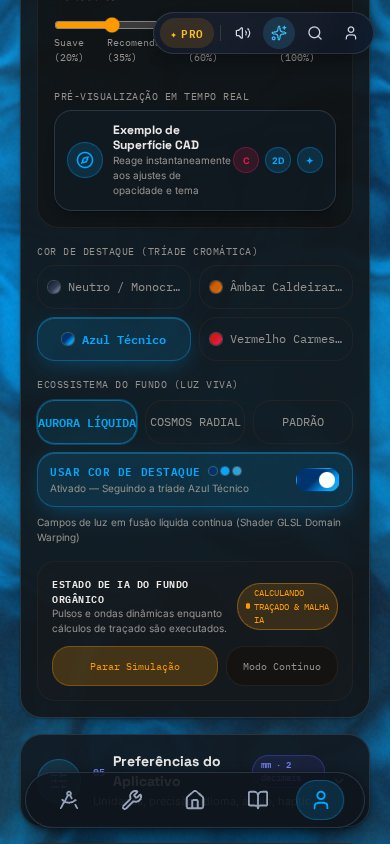 ✦ PRO
Suave
(20%)
(35%)
(60%)
(100%)
PRÉ-VISUALIZAÇÃO EM TEMPO REAL
Exemplo de
Superfície CAD
Reage instantaneamente
aos ajustes de
opacidade e tema
C
2D
✦
COR DE DESTAQUE (TRÍADE CROMÁTICA)
Neutro / Monocr…
Âmbar Caldeirar…
Azul Técnico
Vermelho Carmes…
ECOSSISTEMA DO FUNDO (LUZ VIVA)
AURORA LÍQUIDA
COSMOS RADIAL
PADRÃO
USAR COR DE DESTAQUE
Ativado — Seguindo a tríade Azul Técnico
Campos de luz em fusão líquida contínua (Shader GLSL Domain
Warping)
ESTADO DE IA DO FUNDO
ORGÂNICO
Pulsos e ondas dinâmicas enquanto
cálculos de traçado são executados.
CALCULANDO
TRAÇADO & MALHA
IA
Parar Simulação
Modo Contínuo
05
Preferências do
Aplicativo
mm · 2
decimais